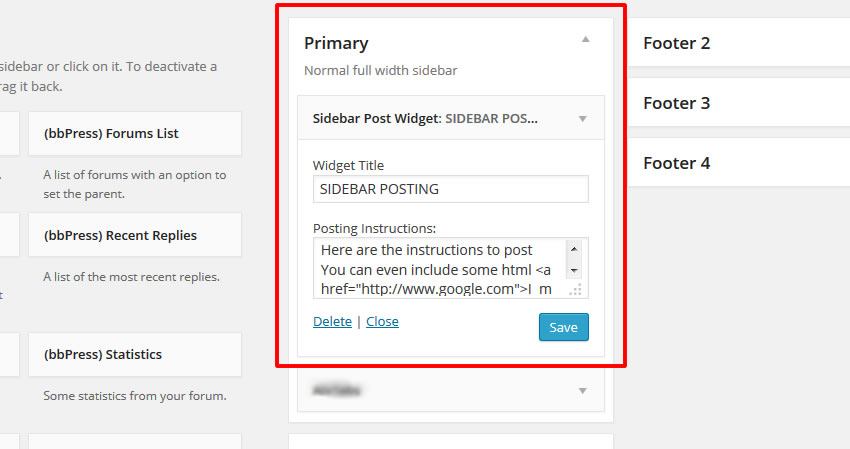 sidebar or click on it. To deactivate a
rag it back.
(bbPress) Forums List
A list of forums with an option to
set the parent.
(bbPress) Recent Replies
A list of the most recent replies.
t
(bbPress) Statistics
Some statistics from your forum.
Primary
Normal full width sidebar
Sidebar Post Widget: SIDEBAR POS...
Widget Title
SIDEBAR POSTING
Posting Instructions:
Here are the instructions to post
You can even include some html <a
href="http://www.google.com">I m
Delete | Close
Save
Footer 2
Footer 3
Footer 4